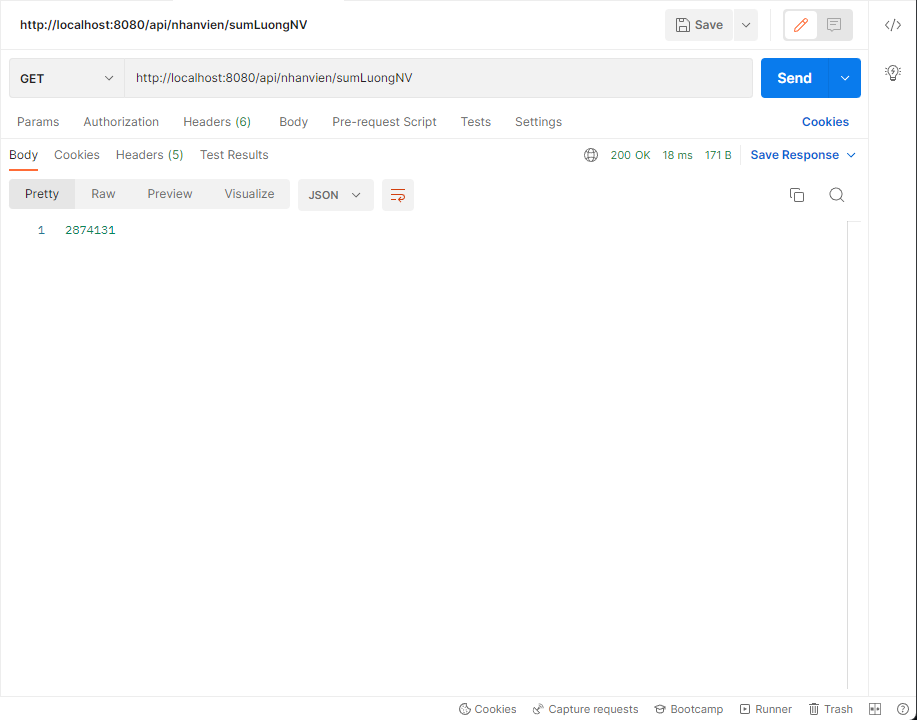 http://localhost:8080/api/nhanvien/sumLuongNV
Save
GET
http://localhost:8080/api/nhanvien/sumLuongNV
Send
Params Authorization Headers (6) Body Pre-request Script Tests Settings Cookies
Body Cookies Headers (5) Test Results 200 OK 18 ms 171 B Save Response
Pretty Raw Preview Visualize JSON
1 2874131
Cookies Capture requests Bootcamp Runner Trash